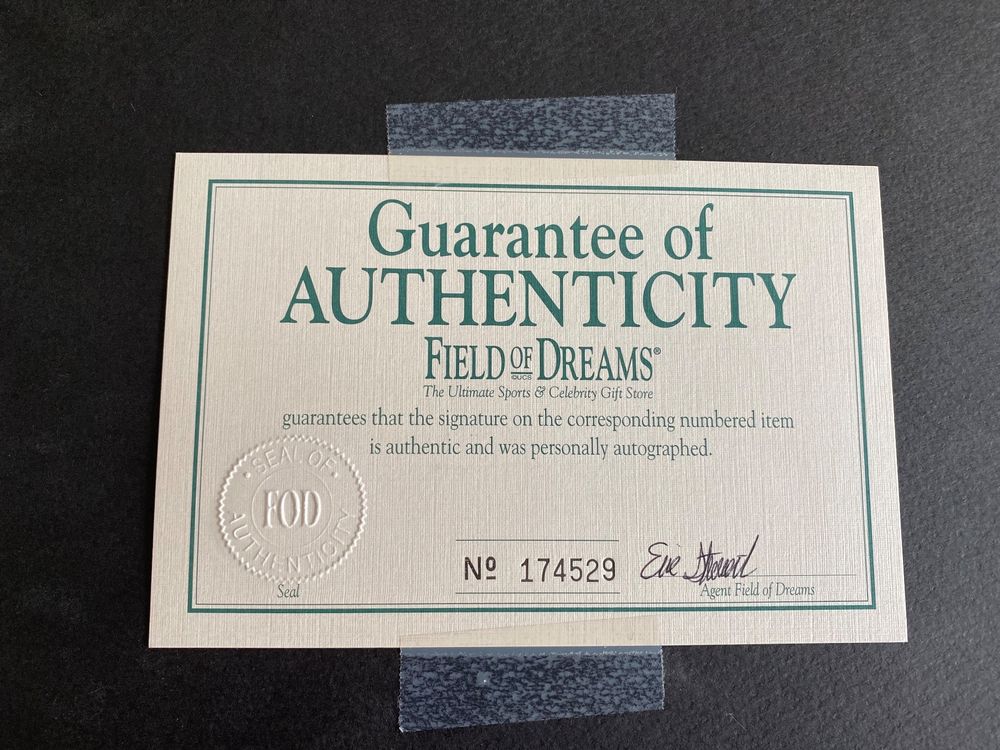 Guarantee of
AUTHENTICITY
FIELD OF DREAMS®
©UCS
The Ultimate Sports & Celebrity Gift Store
guarantees that the signature on the corresponding numbered item
is authentic and was personally autographed.
SEAL OF AUTHENTICITY
FOD
Seal
Nº 174529
Agent Field of Dreams